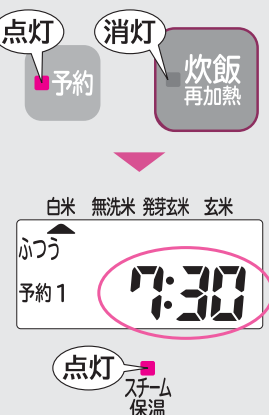 点灯 消灯
予約 炊飯
再加熱
白米 無洗米 発芽玄米 玄米
ふつう
予約1 7:30
点灯
スチーム
保温